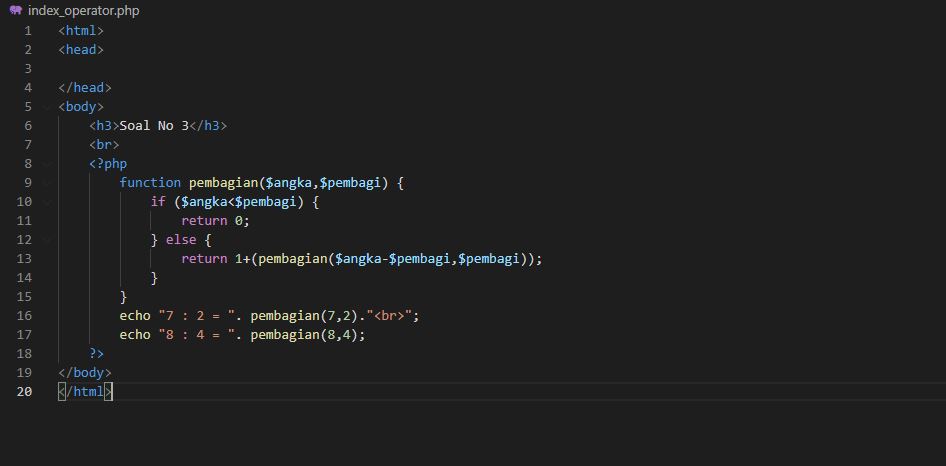 index_operator.php
1 <html>
2 <head>
3
4 </head>
5 <body>
6 <h3>Soal No 3</h3>
7 <br>
8 <?php
9 function pembagian($angka,$pembagi) {
10 if ($angka<$pembagi) {
11 return 0;
12 } else {
13 return 1+(pembagian($angka-$pembagi,$pembagi));
14 }
15 }
16 echo "7 : 2 = ". pembagian(7,2)."<br>";
17 echo "8 : 4 = ". pembagian(8,4);
18 ?>
19 </body>
20 </html>